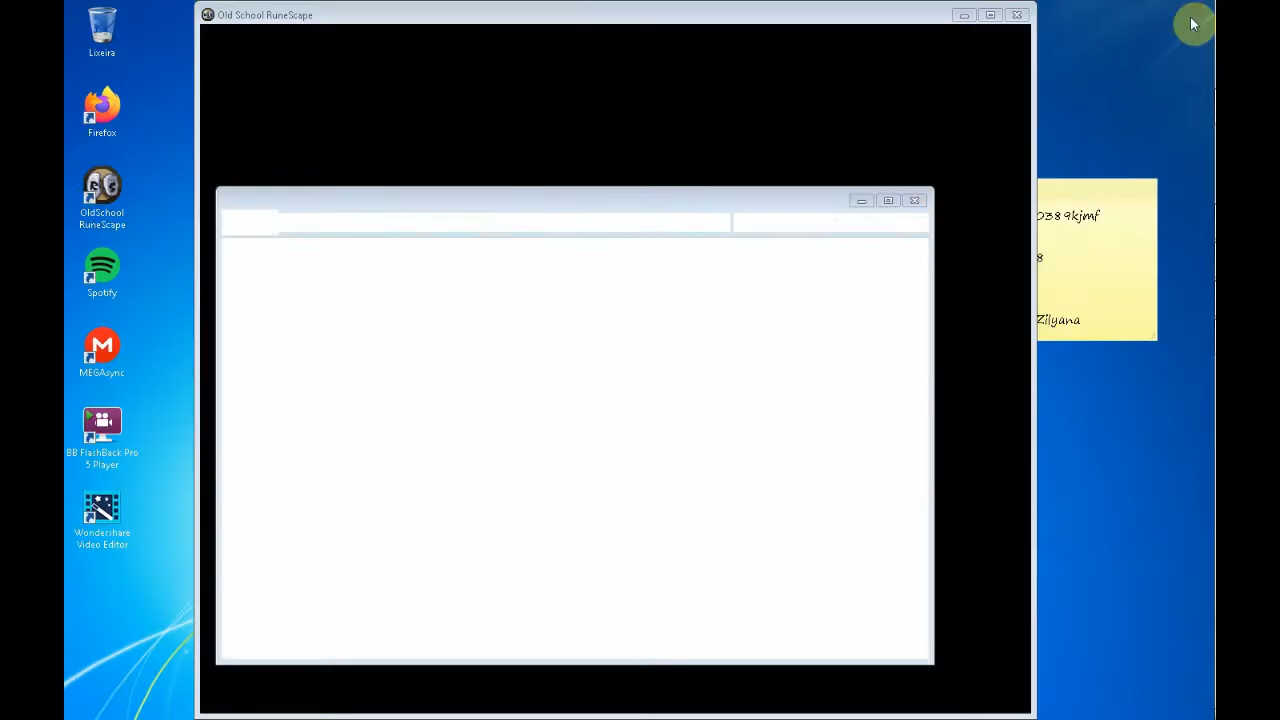 Old School RuneScape
Lixeira
Firefox
OldSchool
RuneScape
Spotify
MEGAsync
BB FlashBack Pro
5 Player
Wondershare
Video Editor
038 9kjmf
8
Zilyana